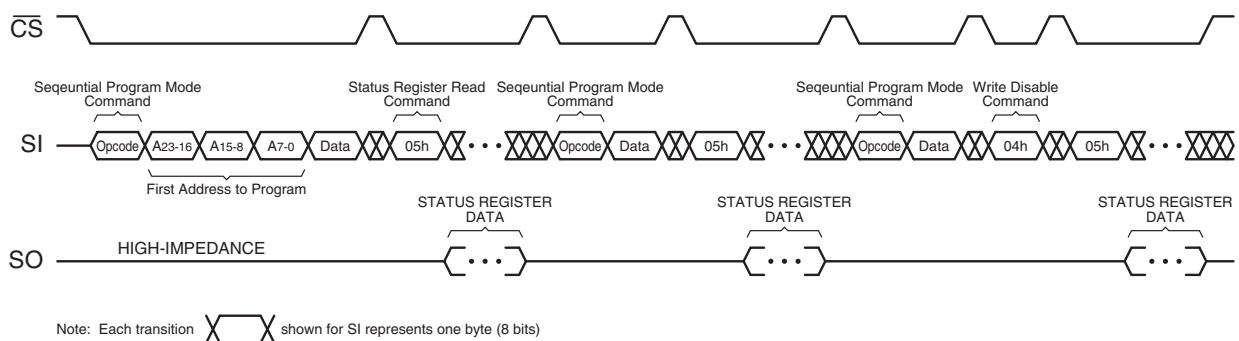 CS
Seqeuntial Program Mode
Command
Status Register Read
Command
Seqeuntial Program Mode
Command
Seqeuntial Program Mode
Command
Write Disable
Command
SI
Opcode A23-16 A15-8 A7-0 Data 05h Opcode Data 05h Opcode Data 04h 05h
First Address to Program
STATUS REGISTER
DATA
STATUS REGISTER
DATA
STATUS REGISTER
DATA
SO
HIGH-IMPEDANCE
Note: Each transition shown for SI represents one byte (8 bits)